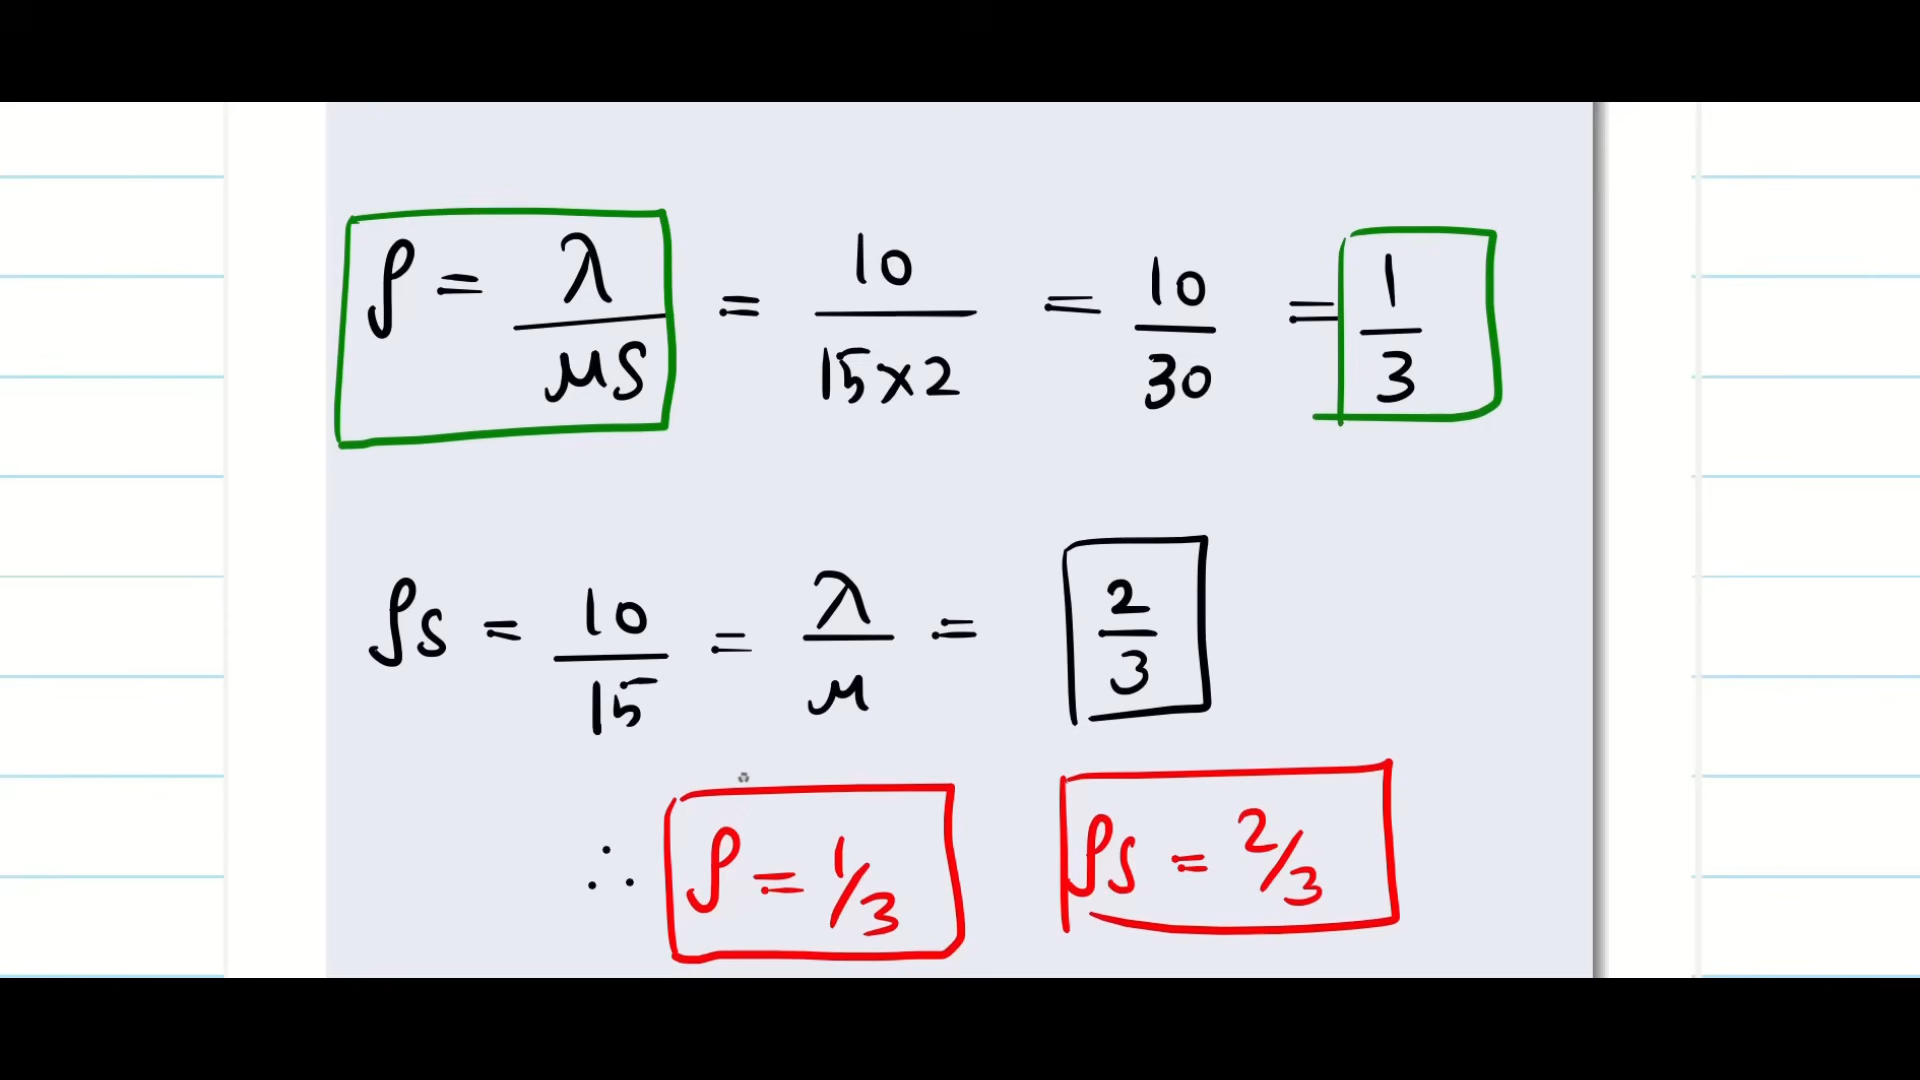 ρ = λ/μs = 10/15×2 = 10/30 = 1/3
ρs = 10/15 = λ/μ = 2/3
∴ ρ = 1/3 ρs = 2/3